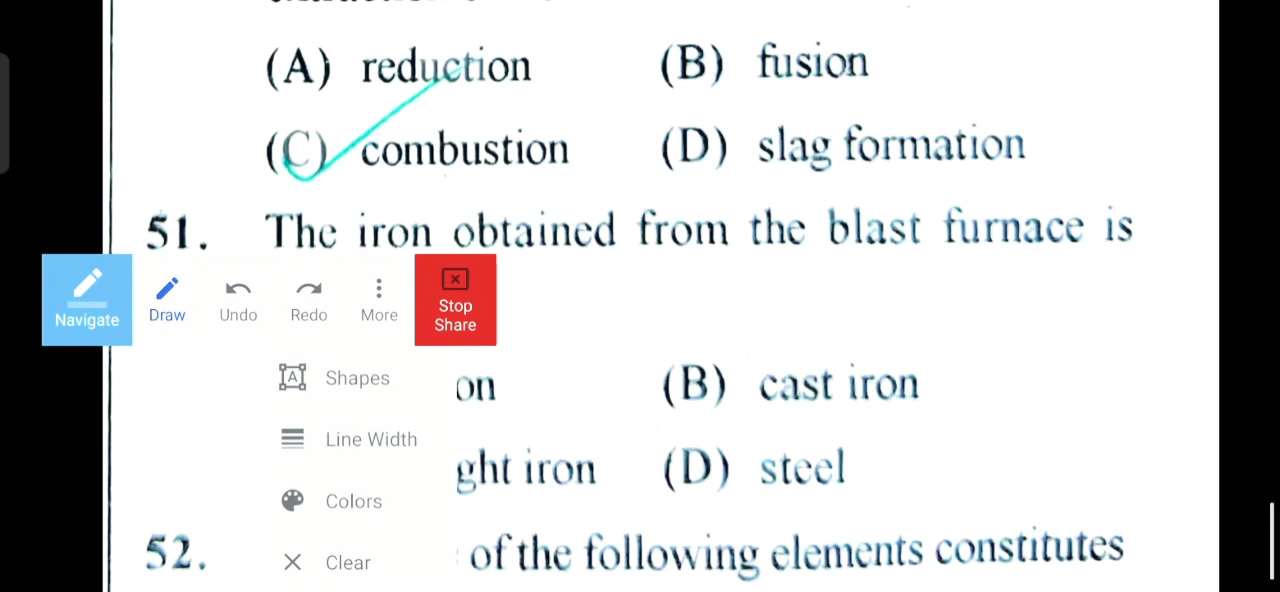 (A) reduction (B) fusion
(C) combustion (D) slag formation
51. The iron obtained from the blast furnace is
Navigate Draw Undo Redo More Stop Share
Shapes
on (B) cast iron
Line Width
ght iron (D) steel
Colors
52. of the following elements constitutes
Clear